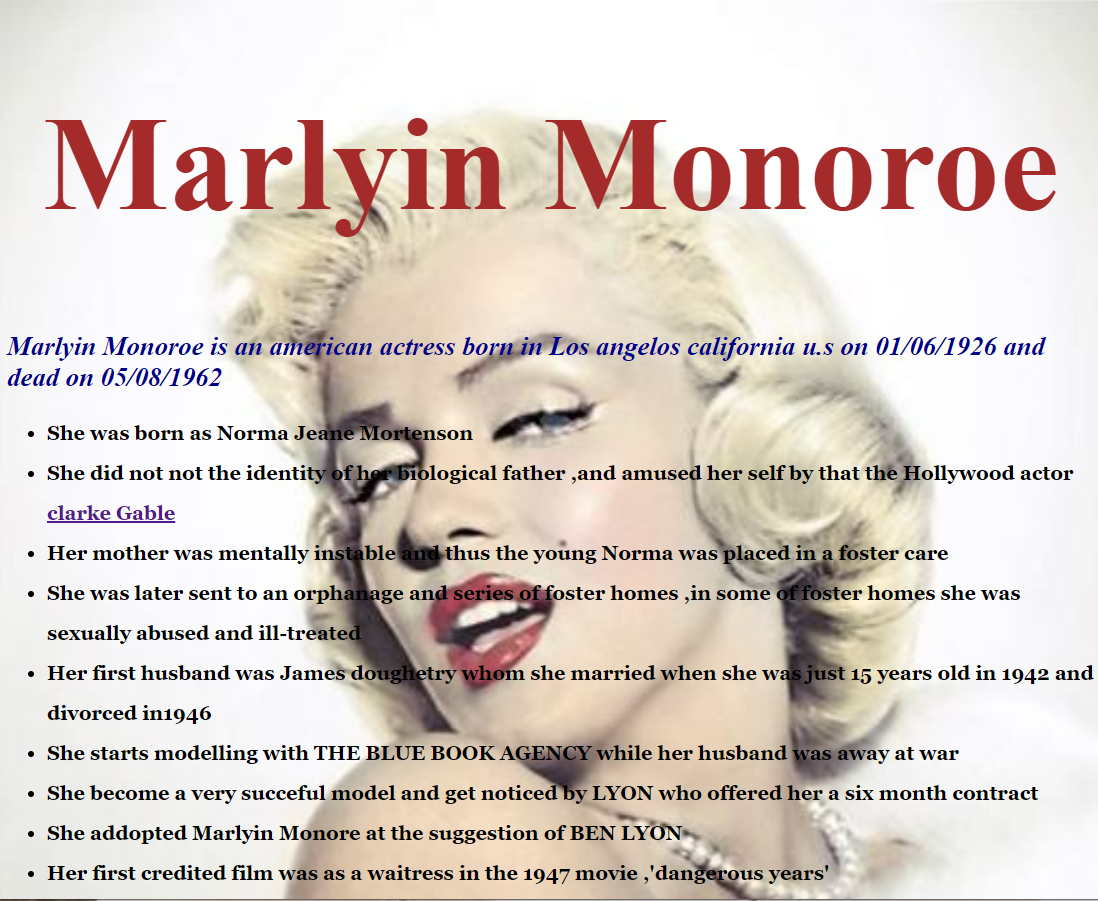 Marlyin Monoroe
Marlyin Monoroe is an american actress born in Los angelos california u.s on 01/06/1926 and
dead on 05/08/1962
• She was born as Norma Jeane Mortenson
• She did not not the identity of her biological father ,and amused her self by that the Hollywood actor
clarke Gable
• Her mother was mentally instable and thus the young Norma was placed in a foster care
• She was later sent to an orphanage and series of foster homes ,in some of foster homes she was
sexually abused and ill-treated
• Her first husband was James doughetry whom she married when she was just 15 years old in 1942 and
divorced in1946
• She starts modelling with THE BLUE BOOK AGENCY while her husband was away at war
• She become a very succeful model and get noticed by LYON who offered her a six month contract
• She addopted Marlyin Monore at the suggestion of BEN LYON
• Her first credited film was as a waitress in the 1947 movie ,'dangerous years'